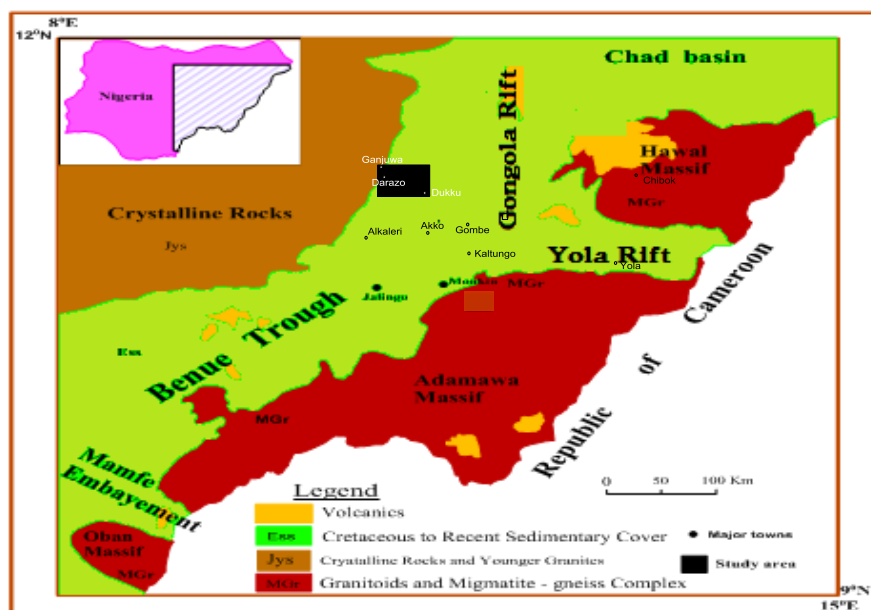 8°E
12°N
Chad basin
Nigeria
Gongola Rift
Hawal
Massif
Chibok
MGr
Ganjuwa
Darazo
Dukku
Crystalline Rocks
Jys
Alkaleri
Akko
Gombe
Kaltungo
Yola Rift
Yola
MGr
Jalingo
Benue Trough
Ess
Adamawa
Massif
MGr
Republic of Cameroon
Mamfe
Embayement
Oban
Massif
MGr
0 50 100 Km
Legend
Volcanics
Ess Cretaceous to Recent Sedimentary Cover
Jys Cryatalline Rocks and Younger Granites
MGr Granitoids and Migmatite - gneiss Complex
Major towns
Study area
9°N
15°E